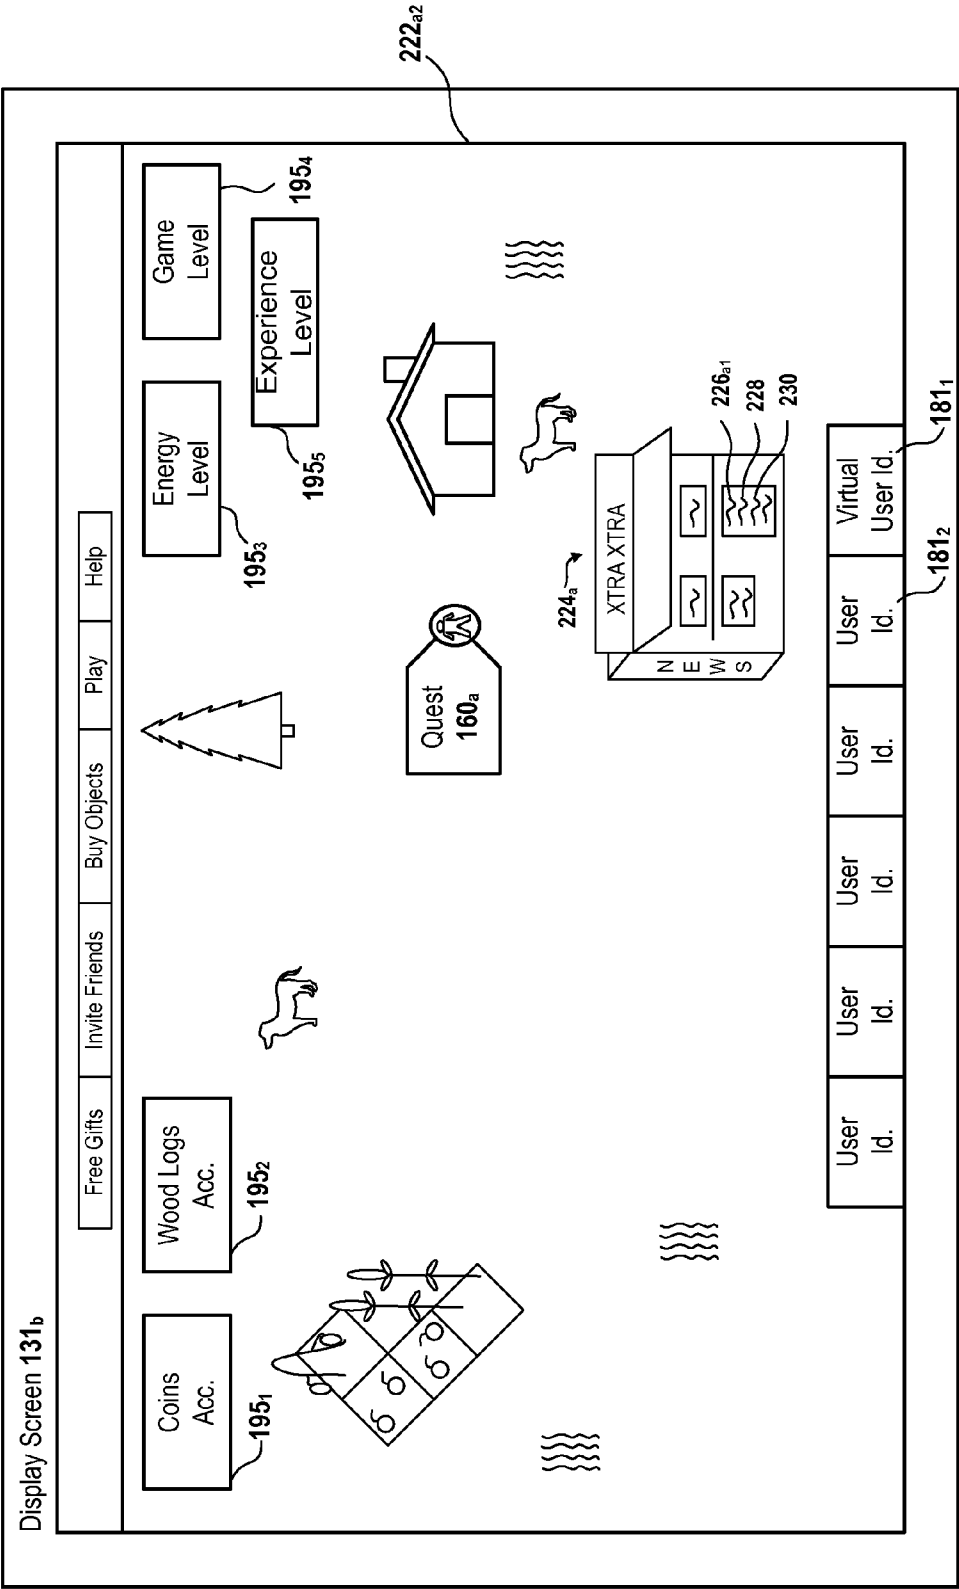 Display Screen 131b
222a2
Free Gifts
Invite Friends
Buy Objects
Play
Help
Coins
Acc.
195₁
Wood Logs
Acc.
195₂
Energy
Level
195₃
Game
Level
195₄
Experience
Level
195₅
Quest
160a
224a
XTRA XTRA
NEWS
226a1
228
230
User
Id.
User
Id.
User
Id.
User
Id.
User
Id.
181₂
Virtual
User Id.
181₁